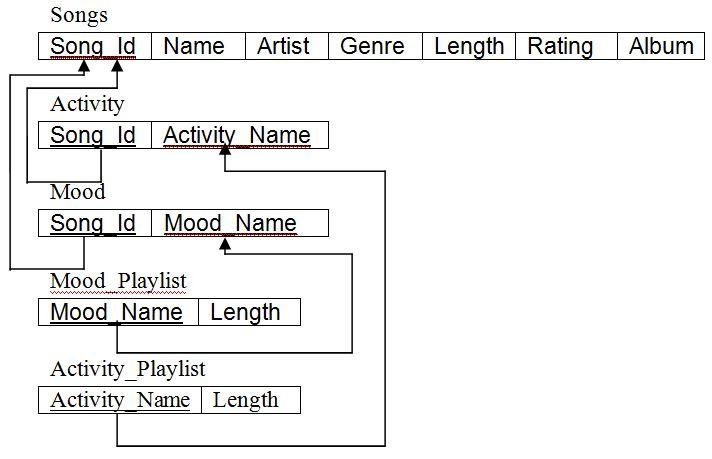 Songs
Song_Id Name Artist Genre Length Rating Album
Activity
Song_Id Activity_Name
Mood
Song_Id Mood_Name
Mood_Playlist
Mood_Name Length
Activity_Playlist
Activity_Name Length